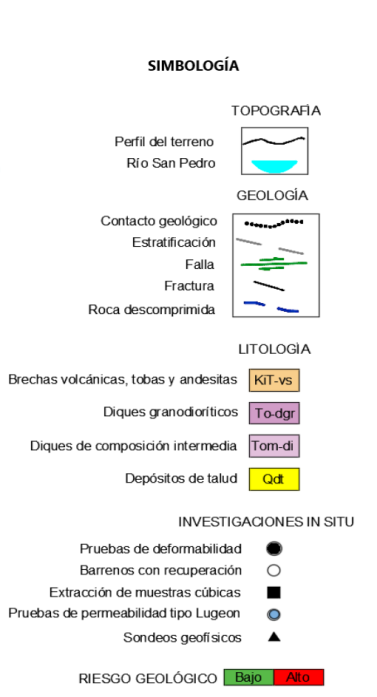 SIMBOLOGÍA
TOPOGRAFÌA
Perfil del terreno
Río San Pedro
GEOLOGÍA
Contacto geológico
Estratificación
Falla
Fractura
Roca descomprimida
LITOLOGÌA
Brechas volcánicas, tobas y andesitas KiT-vs
Diques granodioríticos To-dgr
Diques de composición intermedia Tom-di
Depósitos de talud Qdt
INVESTIGACIONES IN SITU
Pruebas de deformabilidad
Barrenos con recuperación
Extracción de muestras cúbicas
Pruebas de permeabilidad tipo Lugeon
Sondeos geofísicos
RIESGO GEOLÓGICO Bajo Alto